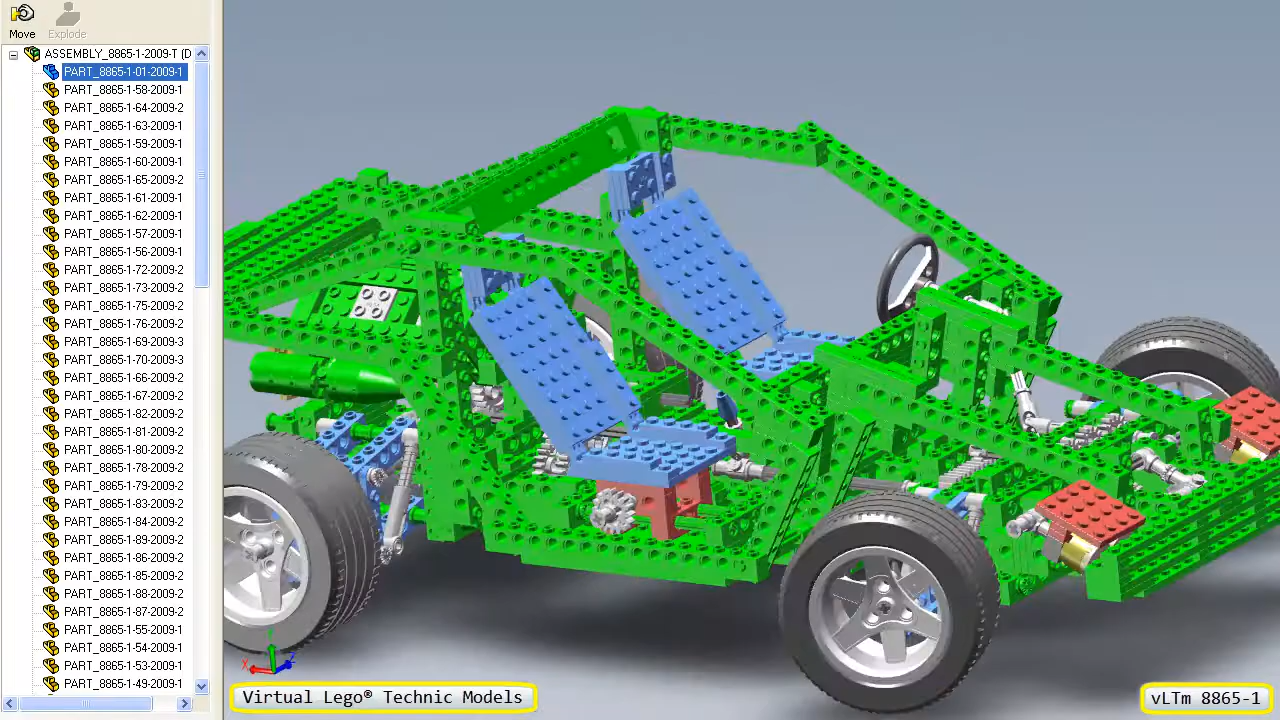 Move Explode
ASSEMBLY_8865-1-2009-T (D
PART_8865-1-01-2009-1
PART_8865-1-58-2009-1
PART_8865-1-64-2009-2
PART_8865-1-63-2009-1
PART_8865-1-59-2009-1
PART_8865-1-60-2009-1
PART_8865-1-65-2009-2
PART_8865-1-61-2009-1
PART_8865-1-62-2009-1
PART_8865-1-57-2009-1
PART_8865-1-56-2009-1
PART_8865-1-72-2009-2
PART_8865-1-73-2009-2
PART_8865-1-75-2009-2
PART_8865-1-76-2009-2
PART_8865-1-69-2009-3
PART_8865-1-70-2009-3
PART_8865-1-66-2009-2
PART_8865-1-67-2009-2
PART_8865-1-82-2009-2
PART_8865-1-81-2009-2
PART_8865-1-80-2009-2
PART_8865-1-78-2009-2
PART_8865-1-79-2009-2
PART_8865-1-83-2009-2
PART_8865-1-84-2009-2
PART_8865-1-89-2009-2
PART_8865-1-86-2009-2
PART_8865-1-85-2009-2
PART_8865-1-88-2009-2
PART_8865-1-87-2009-2
PART_8865-1-55-2009-1
PART_8865-1-54-2009-1
PART_8865-1-53-2009-1
PART_8865-1-49-2009-1
X
Y
Z
Virtual Lego® Technic Models
vLTm 8865-1